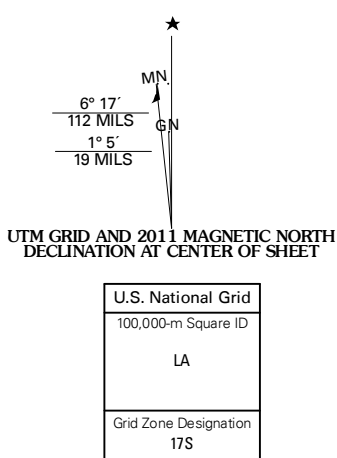 MN
6° 17´
112 MILS
GN
1° 5´
19 MILS
UTM GRID AND 2011 MAGNETIC NORTH
DECLINATION AT CENTER OF SHEET
U.S. National Grid
100,000-m Square ID
LA
Grid Zone Designation
17S